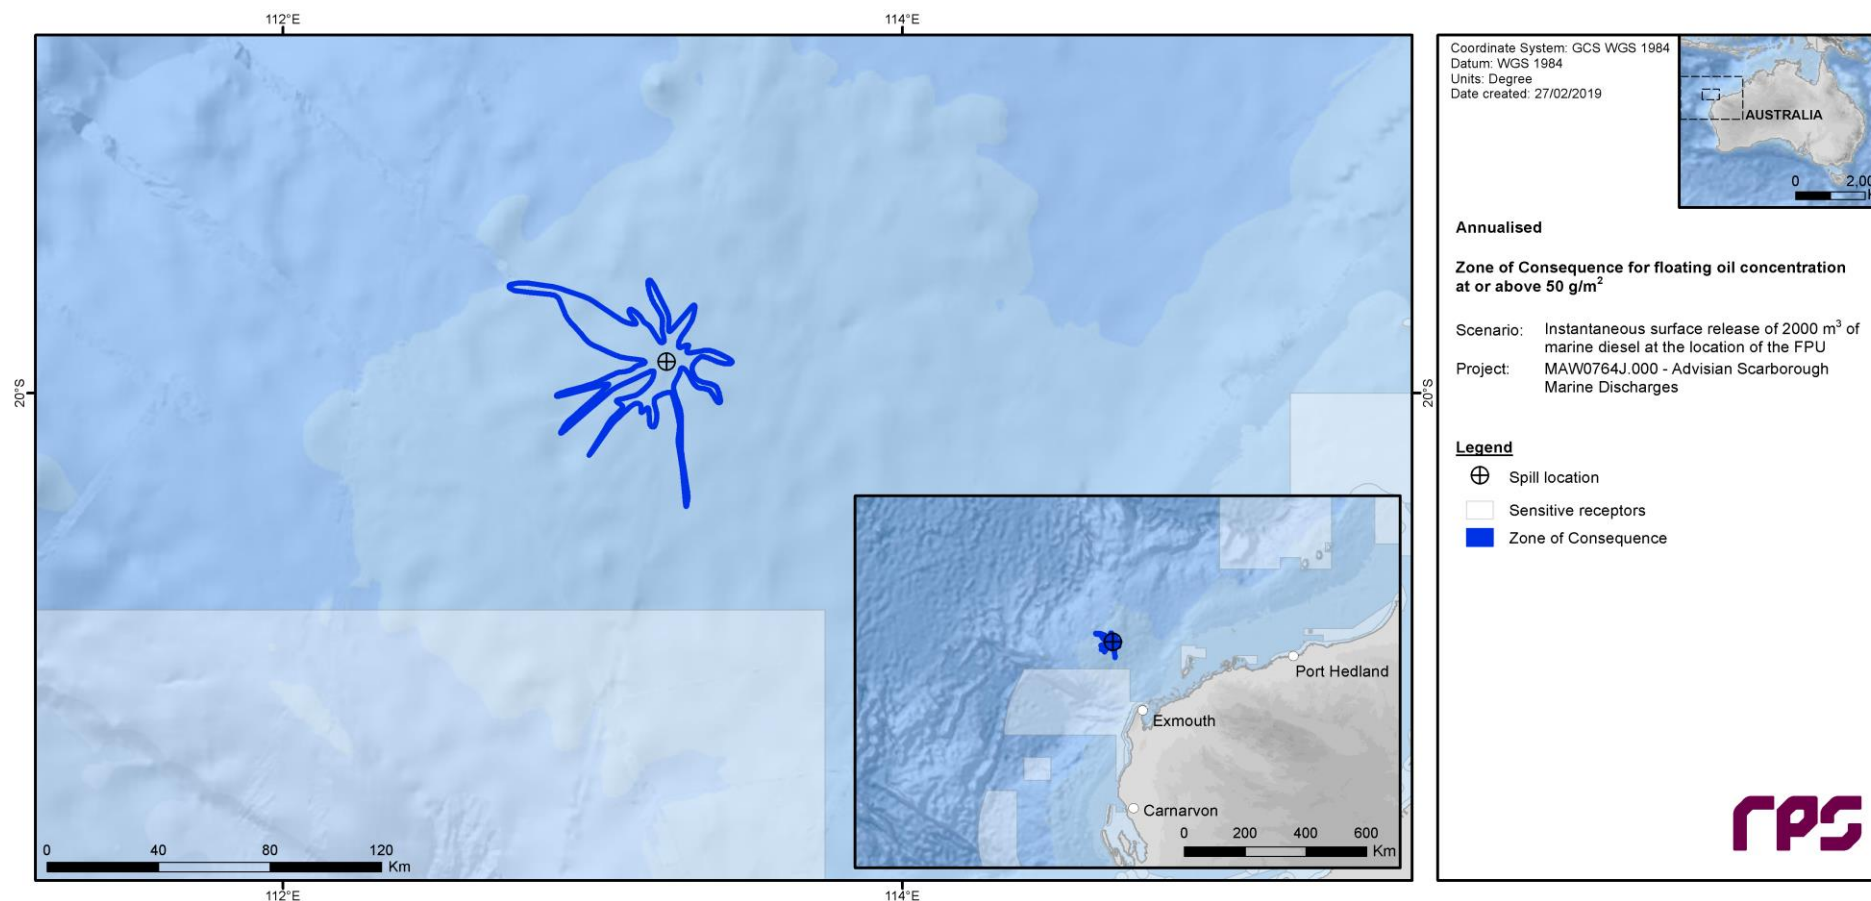 112°E
114°E
20°S
20°S
0 40 80 120
Km
112°E
114°E
Port Hedland
Exmouth
Carnarvon
0 200 400 600
Km
Coordinate System: GCS WGS 1984
Datum: WGS 1984
Units: Degree
Date created: 27/02/2019
AUSTRALIA
0 2,00
Annualised
Zone of Consequence for floating oil concentration
at or above 50 g/m²
Scenario: Instantaneous surface release of 2000 m³ of
marine diesel at the location of the FPU
Project: MAW0764J.000 - Advisian Scarborough
Marine Discharges
Legend
Spill location
Sensitive receptors
Zone of Consequence
rps